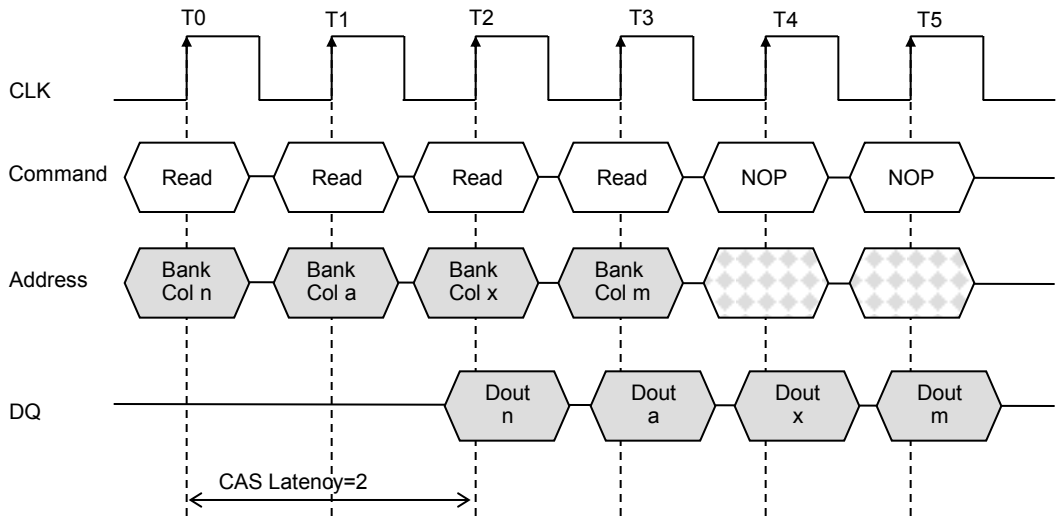 T0 T1 T2 T3 T4 T5
CLK
Command Read Read Read Read NOP NOP
Address
Bank Col n
Bank Col a
Bank Col x
Bank Col m
DQ
Dout n
Dout a
Dout x
Dout m
CAS Latency=2